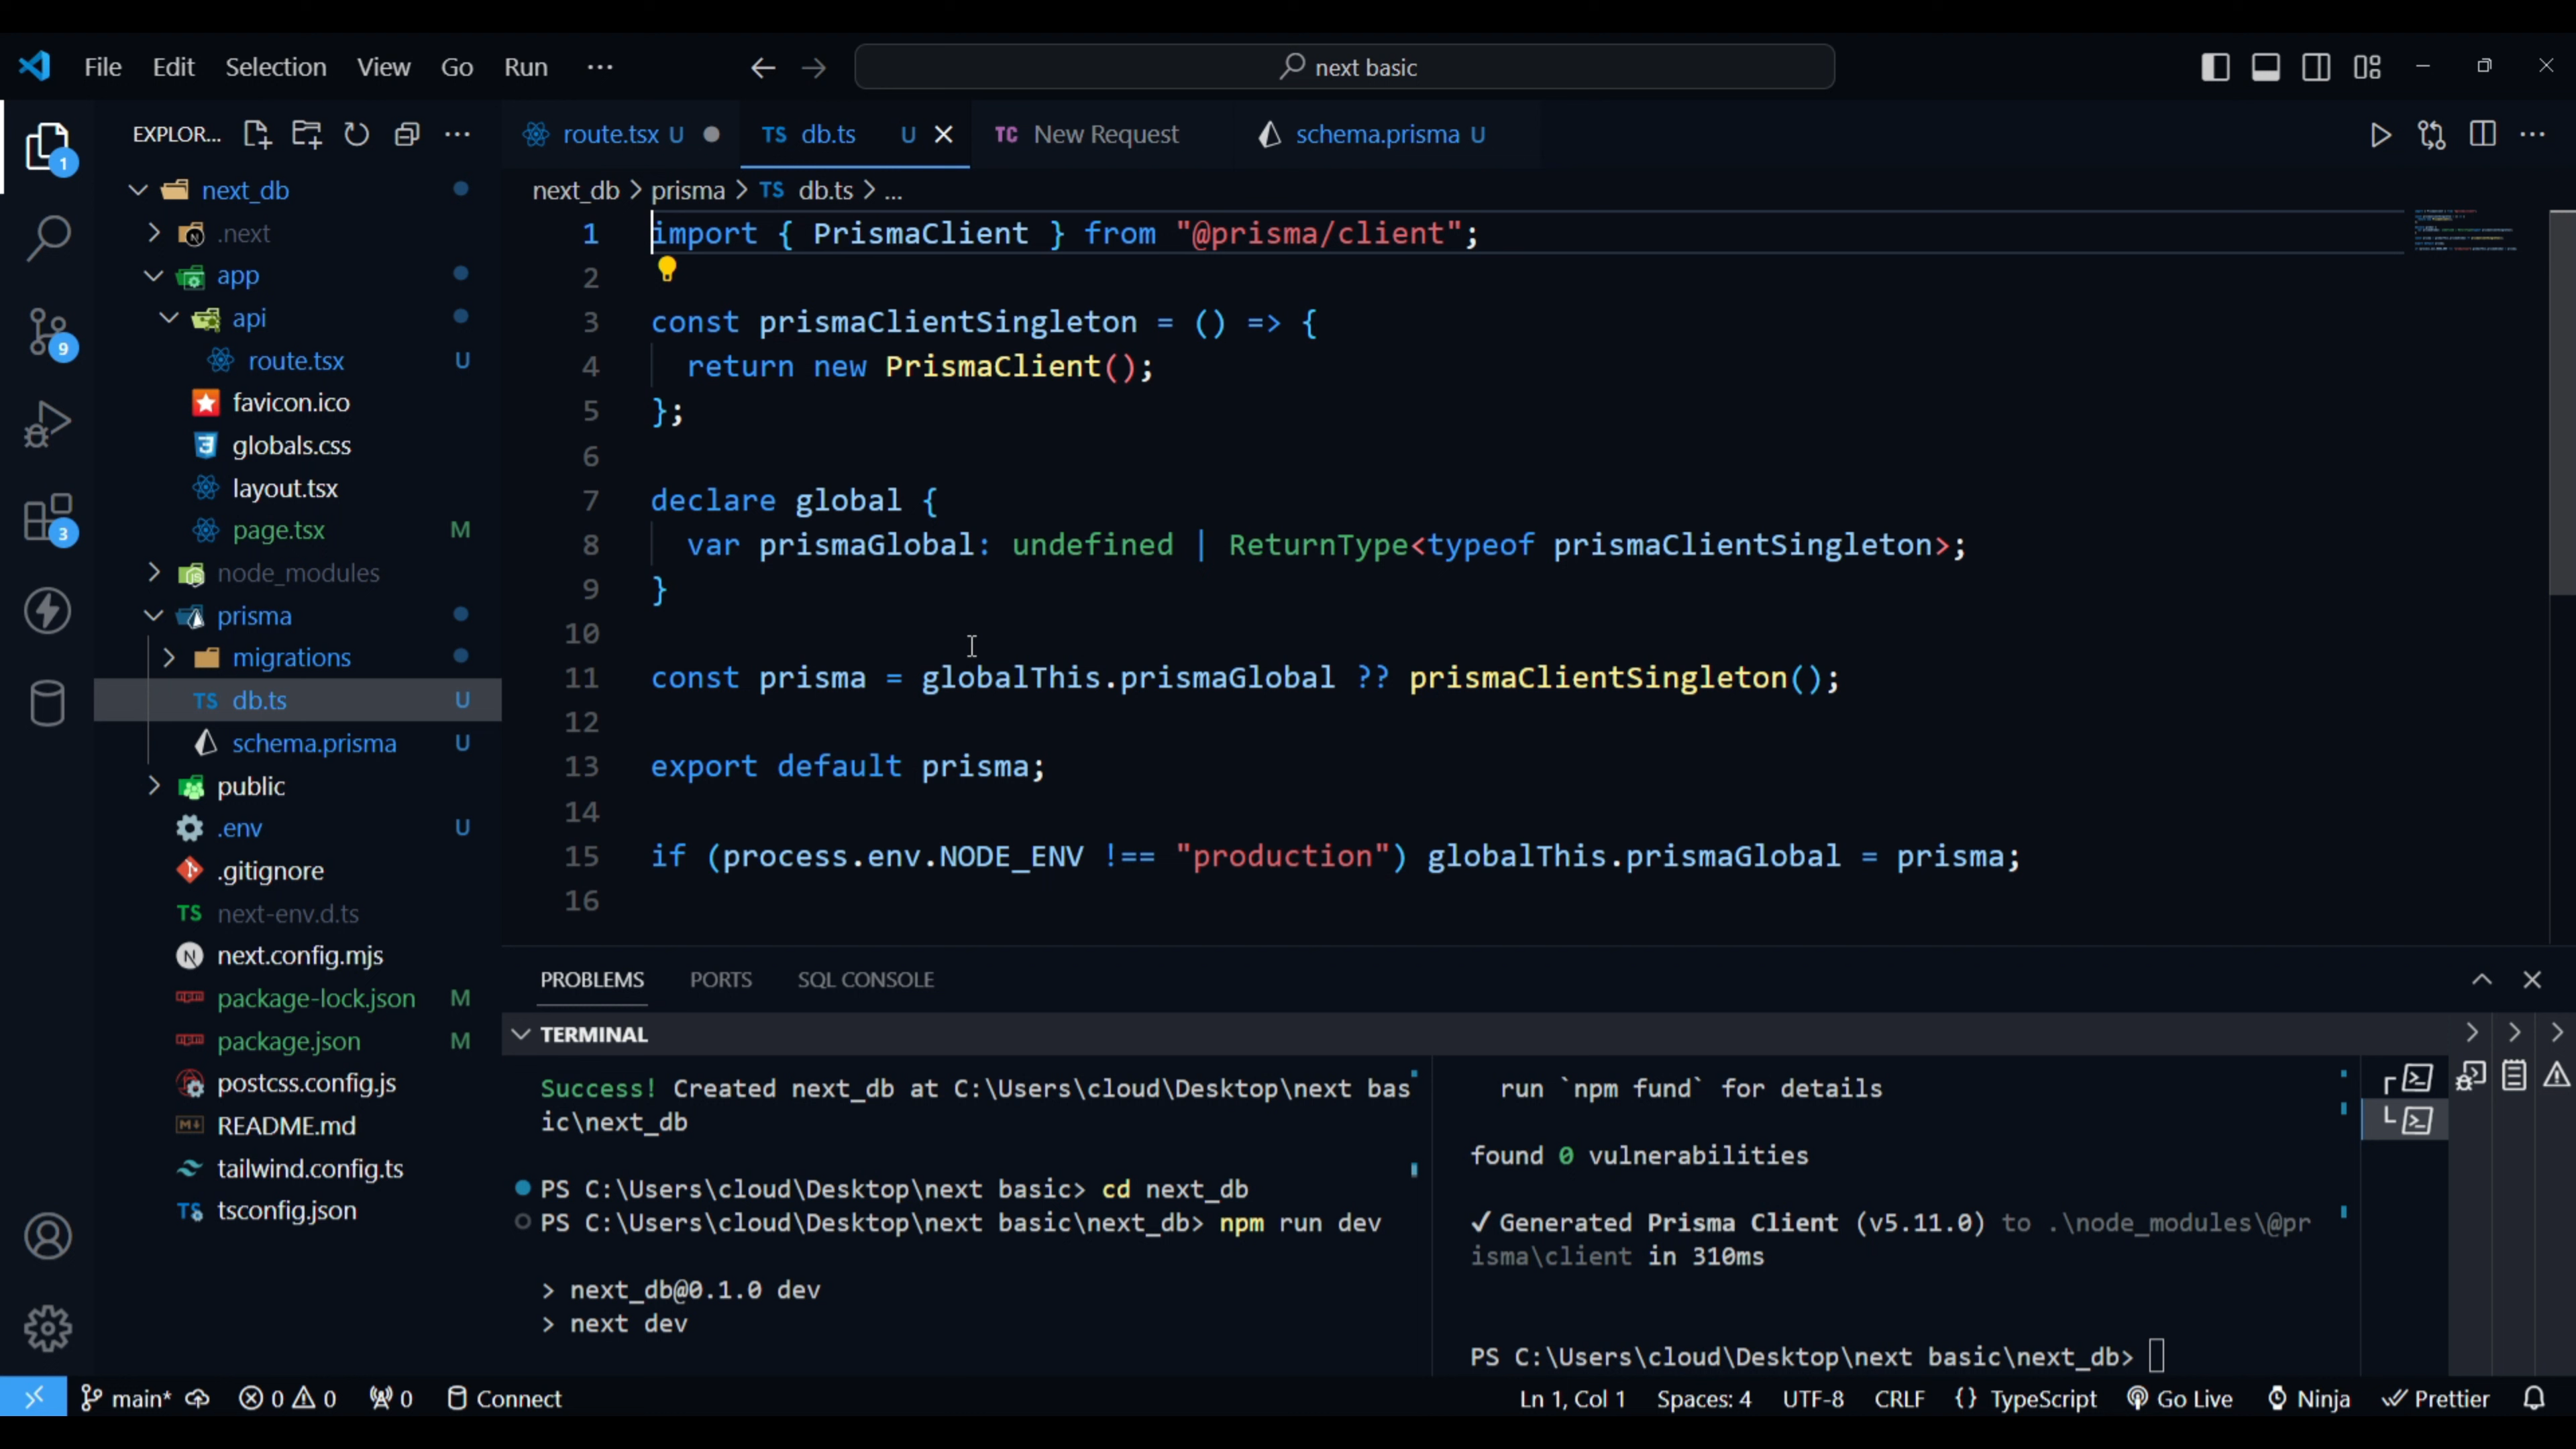 File Edit Selection View Go Run ··· next basic
EXPLOR...
route.tsx U
db.ts U
New Request
schema.prisma U
next_db > prisma > TS db.ts > ...
next_db
.next
app
api
route.tsx U
favicon.ico
globals.css
layout.tsx
page.tsx M
node_modules
prisma
migrations
TS db.ts U
schema.prisma U
public
.env U
.gitignore
TS next-env.d.ts
next.config.mjs
package-lock.json M
package.json M
postcss.config.js
README.md
tailwind.config.ts
tsconfig.json
1
9
3
1 import { PrismaClient } from "@prisma/client";
2
3 const prismaClientSingleton = () => {
4 return new PrismaClient();
5 };
6
7 declare global {
8 var prismaGlobal: undefined | ReturnType<typeof prismaClientSingleton>;
9 }
10
11 const prisma = globalThis.prismaGlobal ?? prismaClientSingleton();
12
13 export default prisma;
14
15 if (process.env.NODE_ENV !== "production") globalThis.prismaGlobal = prisma;
16
PROBLEMS PORTS SQL CONSOLE
TERMINAL
Success! Created next_db at C:\Users\cloud\Desktop\next bas
ic\next_db
PS C:\Users\cloud\Desktop\next basic> cd next_db
PS C:\Users\cloud\Desktop\next basic\next_db> npm run dev
> next_db@0.1.0 dev
> next dev
run `npm fund` for details
found 0 vulnerabilities
✓ Generated Prisma Client (v5.11.0) to .\node_modules\@pr
isma\client in 310ms
PS C:\Users\cloud\Desktop\next basic\next_db>
main* 0 0 0 Connect Ln 1, Col 1 Spaces: 4 UTF-8 CRLF {} TypeScript Go Live Ninja Prettier